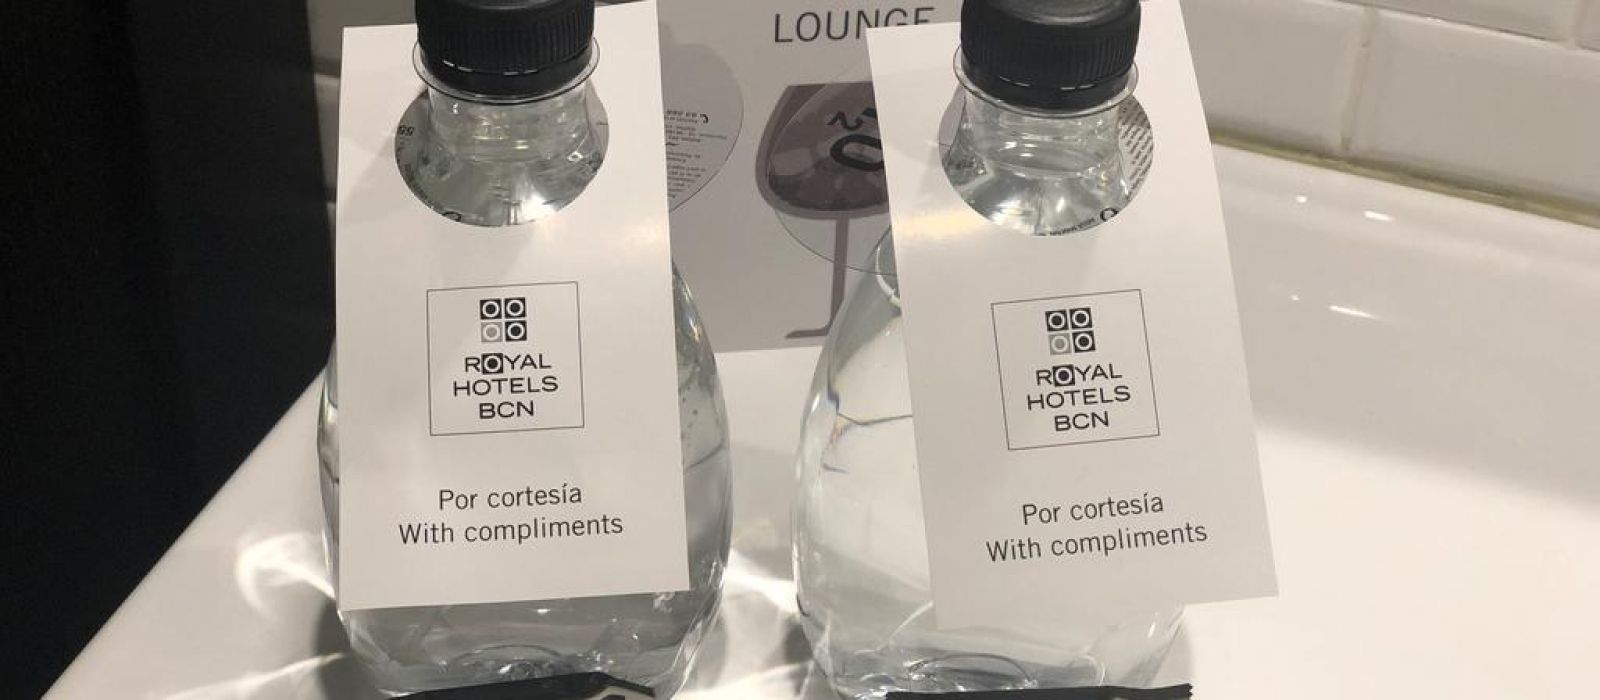 LOUNGE
ROYAL
HOTELS
BCN
Por cortesía
With compliments
ROYAL
HOTELS
BCN
Por cortesía
With compliments